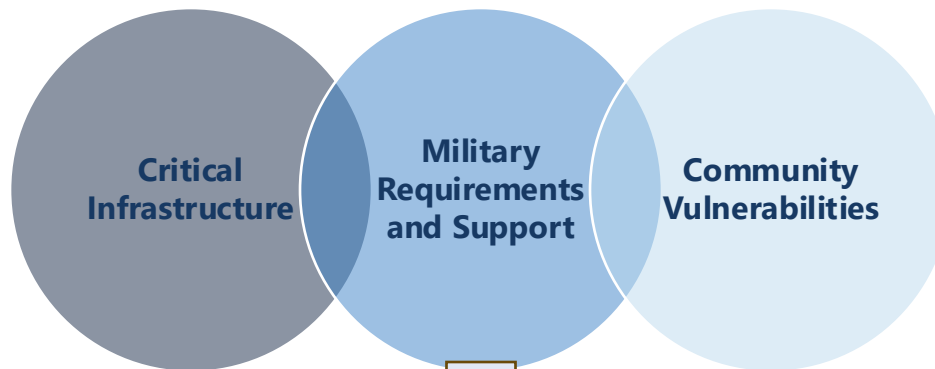 Critical
Infrastructure
Military
Requirements
and Support
Community
Vulnerabilities